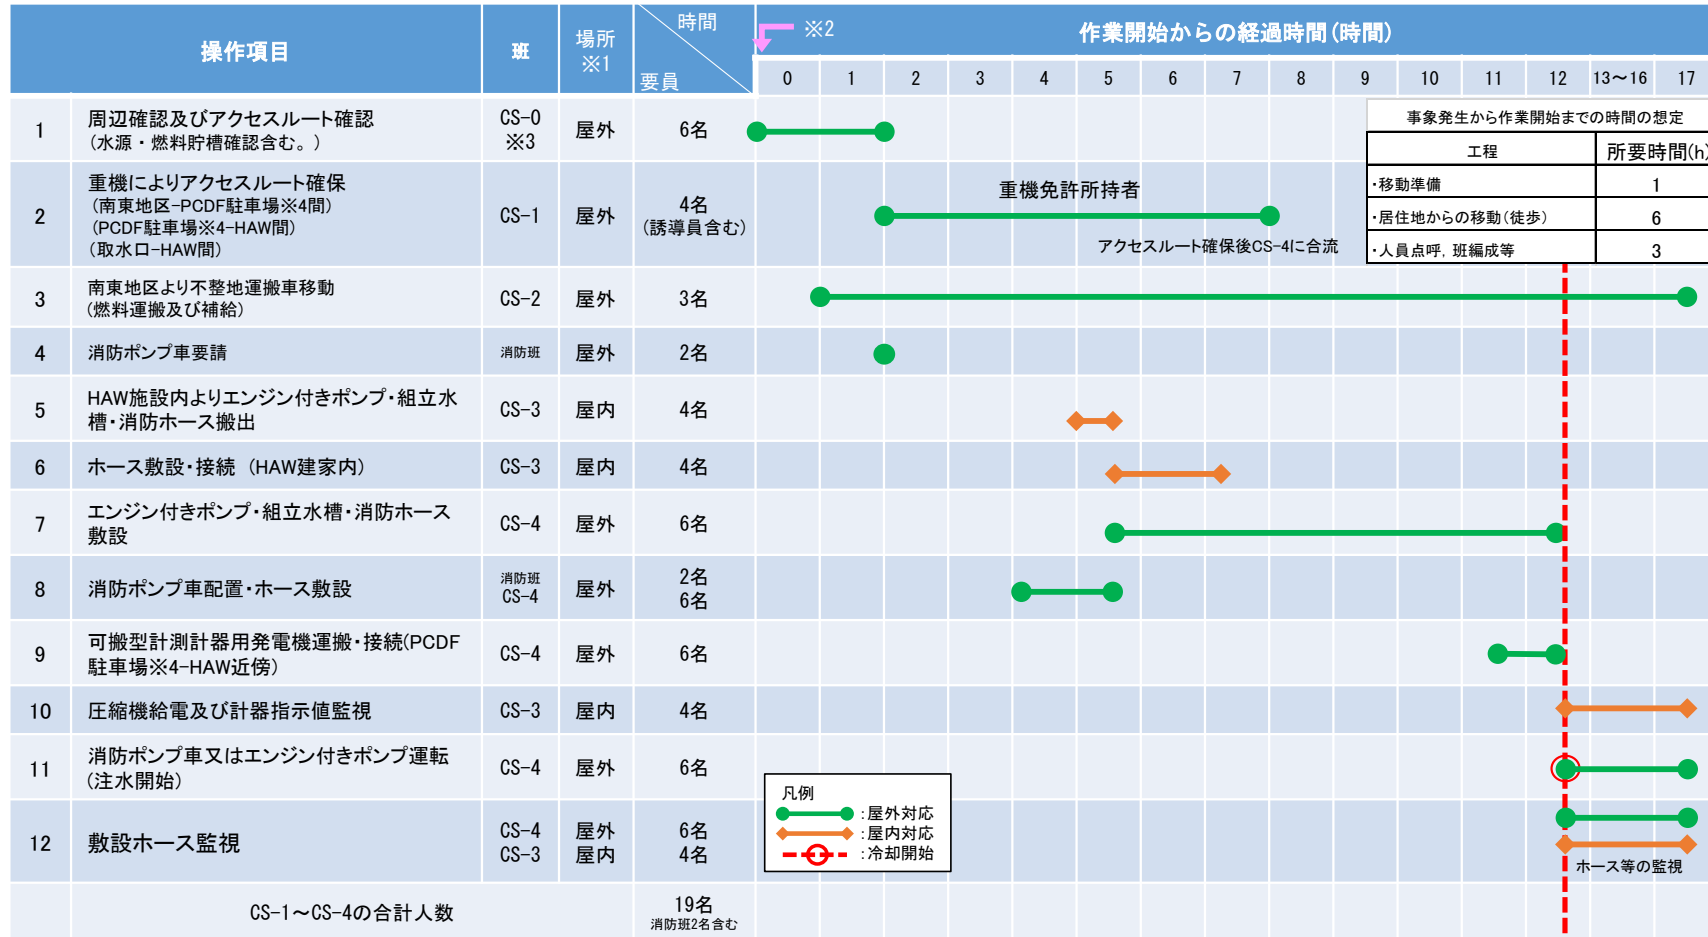 操作項目
班
場所
※1
時間
要員
※2
作業開始からの経過時間(時間)
0 1 2 3 4 5 6 7 8 9 10 11 12 13～16 17
事象発生から作業開始までの時間の想定
工程 所要時間(h)
・移動準備 1
・居住地からの移動(徒歩) 6
・人員点呼, 班編成等 3
1
周辺確認及びアクセスルート確認
(水源・燃料貯槽確認含む。)
CS-0
※3
屋外
6名
2
重機によりアクセスルート確保
(南東地区-PCDF駐車場※4間)
(PCDF駐車場※4-HAW間)
(取水口-HAW間)
CS-1
屋外
4名
(誘導員含む)
重機免許所持者
アクセスルート確保後CS-4に合流
3
南東地区より不整地運搬車移動
(燃料運搬及び補給)
CS-2
屋外
3名
4
消防ポンプ車要請
消防班
屋外
2名
5
HAW施設内よりエンジン付きポンプ・組立水
槽・消防ホース搬出
CS-3
屋内
4名
6
ホース敷設・接続 (HAW建家内)
CS-3
屋内
4名
7
エンジン付きポンプ・組立水槽・消防ホース
敷設
CS-4
屋外
6名
8
消防ポンプ車配置・ホース敷設
消防班
CS-4
屋外
2名
6名
9
可搬型計測計器用発電機運搬・接続(PCDF
駐車場※4-HAW近傍)
CS-4
屋外
6名
10
圧縮機給電及び計器指示値監視
CS-3
屋内
4名
11
消防ポンプ車又はエンジン付きポンプ運転
(注水開始)
CS-4
屋外
6名
12
敷設ホース監視
CS-4
CS-3
屋外
屋内
6名
4名
ホース等の監視
凡例
:屋外対応
:屋内対応
:冷却開始
CS-1～CS-4の合計人数
19名
消防班2名含む